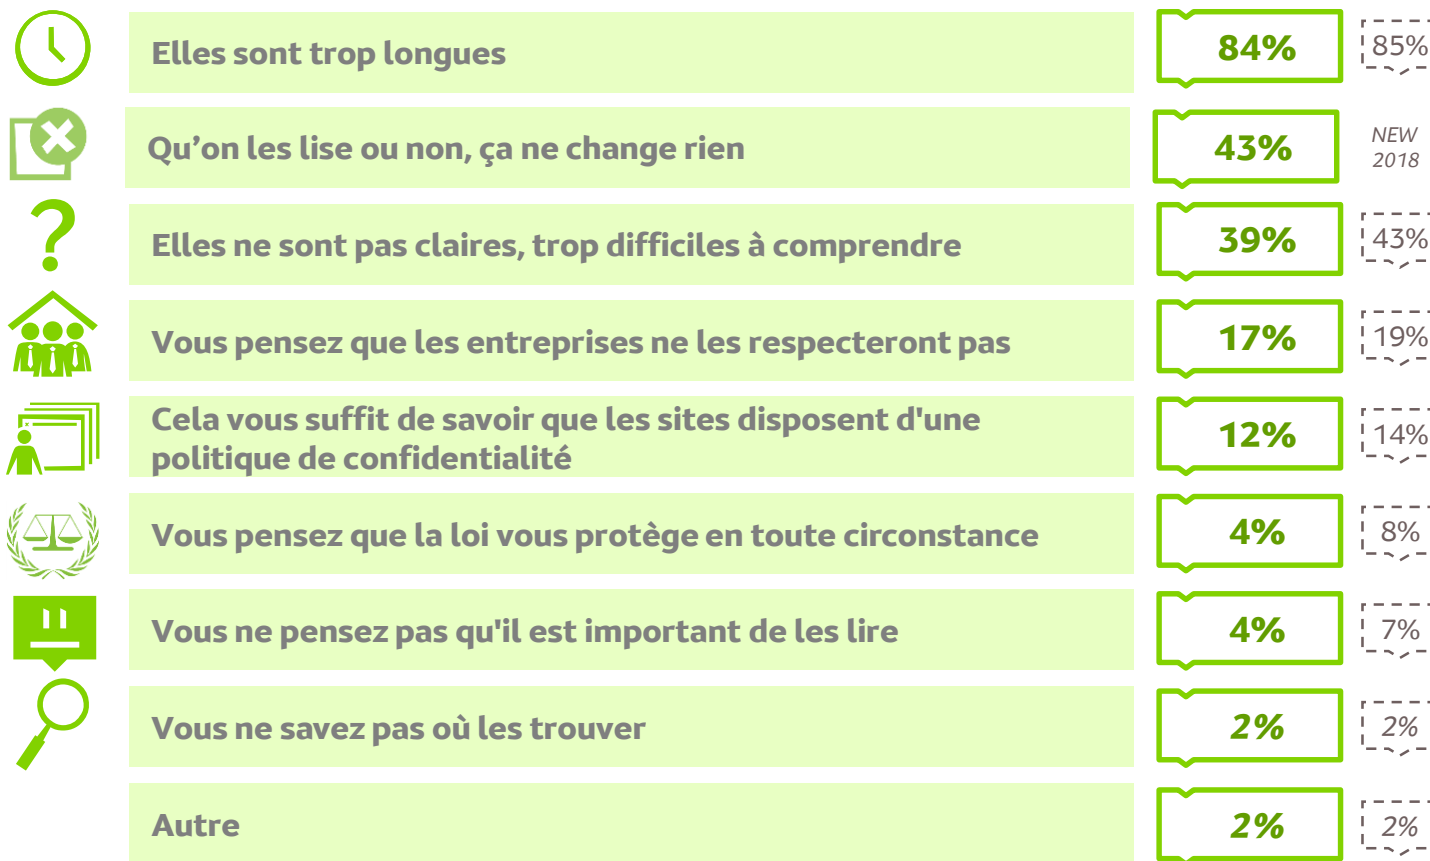 Elles sont trop longues 84% 85%
Qu’on les lise ou non, ça ne change rien 43% NEW
2018
Elles ne sont pas claires, trop difficiles à comprendre 39% 43%
Vous pensez que les entreprises ne les respecteront pas 17% 19%
Cela vous suffit de savoir que les sites disposent d'une
politique de confidentialité 12% 14%
Vous pensez que la loi vous protège en toute circonstance 4% 8%
Vous ne pensez pas qu'il est important de les lire 4% 7%
Vous ne savez pas où les trouver 2% 2%
Autre 2% 2%